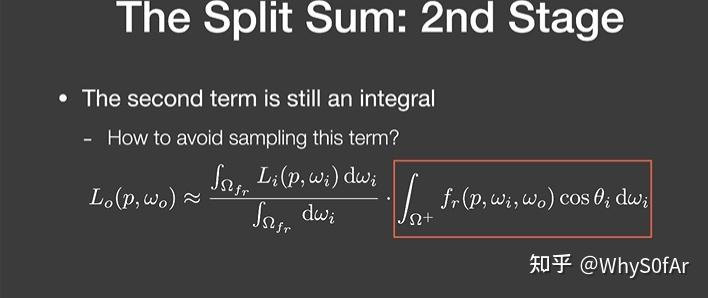 The Split Sum: 2nd Stage
• The second term is still an integral
- How to avoid sampling this term?
$L_o(p,\omega_o) \approx \frac{\int_{\Omega_{f_r}} L_i(p,\omega_i)\,\mathrm{d}\omega_i}{\int_{\Omega_{f_r}} \mathrm{d}\omega_i} \cdot \int_{\Omega^+} f_r(p,\omega_i,\omega_o)\cos\theta_i\,\mathrm{d}\omega_i$
知乎 @WhyS0fAr